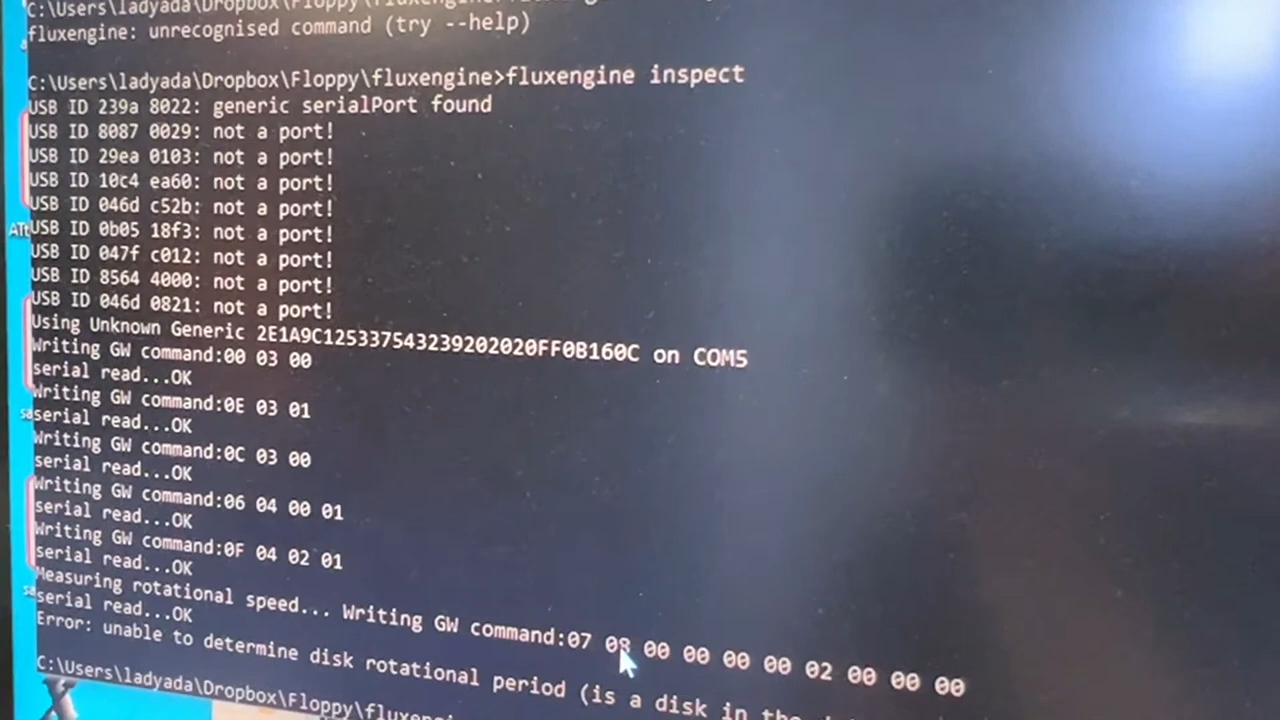 C:\Users\ladyada\Dropbox\Floppy\fluxengine
fluxengine: unrecognised command (try --help)
C:\Users\ladyada\Dropbox\Floppy\fluxengine>fluxengine inspect
USB ID 239a 8022: generic serialPort found
USB ID 8087 0029: not a port!
USB ID 29ea 0103: not a port!
USB ID 10c4 ea60: not a port!
USB ID 046d c52b: not a port!
USB ID 0b05 18f3: not a port!
USB ID 047f c012: not a port!
USB ID 8564 4000: not a port!
USB ID 046d 0821: not a port!
Using Unknown Generic 2E1A9C125337543239202020FF0B160C on COM5
Writing GW command:00 03 00
serial read...OK
Writing GW command:0E 03 01
serial read...OK
Writing GW command:0C 03 00
serial read...OK
Writing GW command:06 04 00 01
serial read...OK
Writing GW command:0F 04 02 01
serial read...OK
Measuring rotational speed... Writing GW command:07 08 00 00 00 00 02 00 00 00
serial read...OK
Error: unable to determine disk rotational period (is a disk in the
C:\Users\ladyada\Dropbox\Floppy\fluxengi